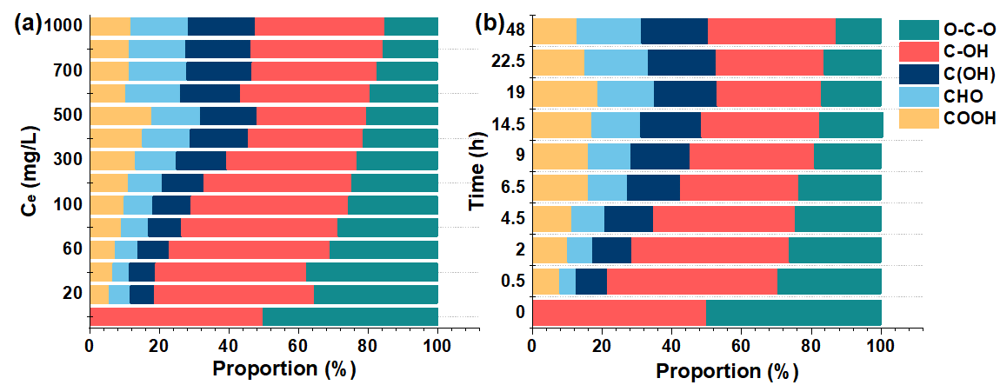 (a)
1000
700
500
300
100
60
20
Ce (mg/L)
0 20 40 60 80 100
Proportion (%)
(b)
48
22.5
19
14.5
9
6.5
4.5
2
0.5
0
Time (h)
0 20 40 60 80 100
Proportion (%)
O-C-O
C-OH
C(OH)
CHO
COOH